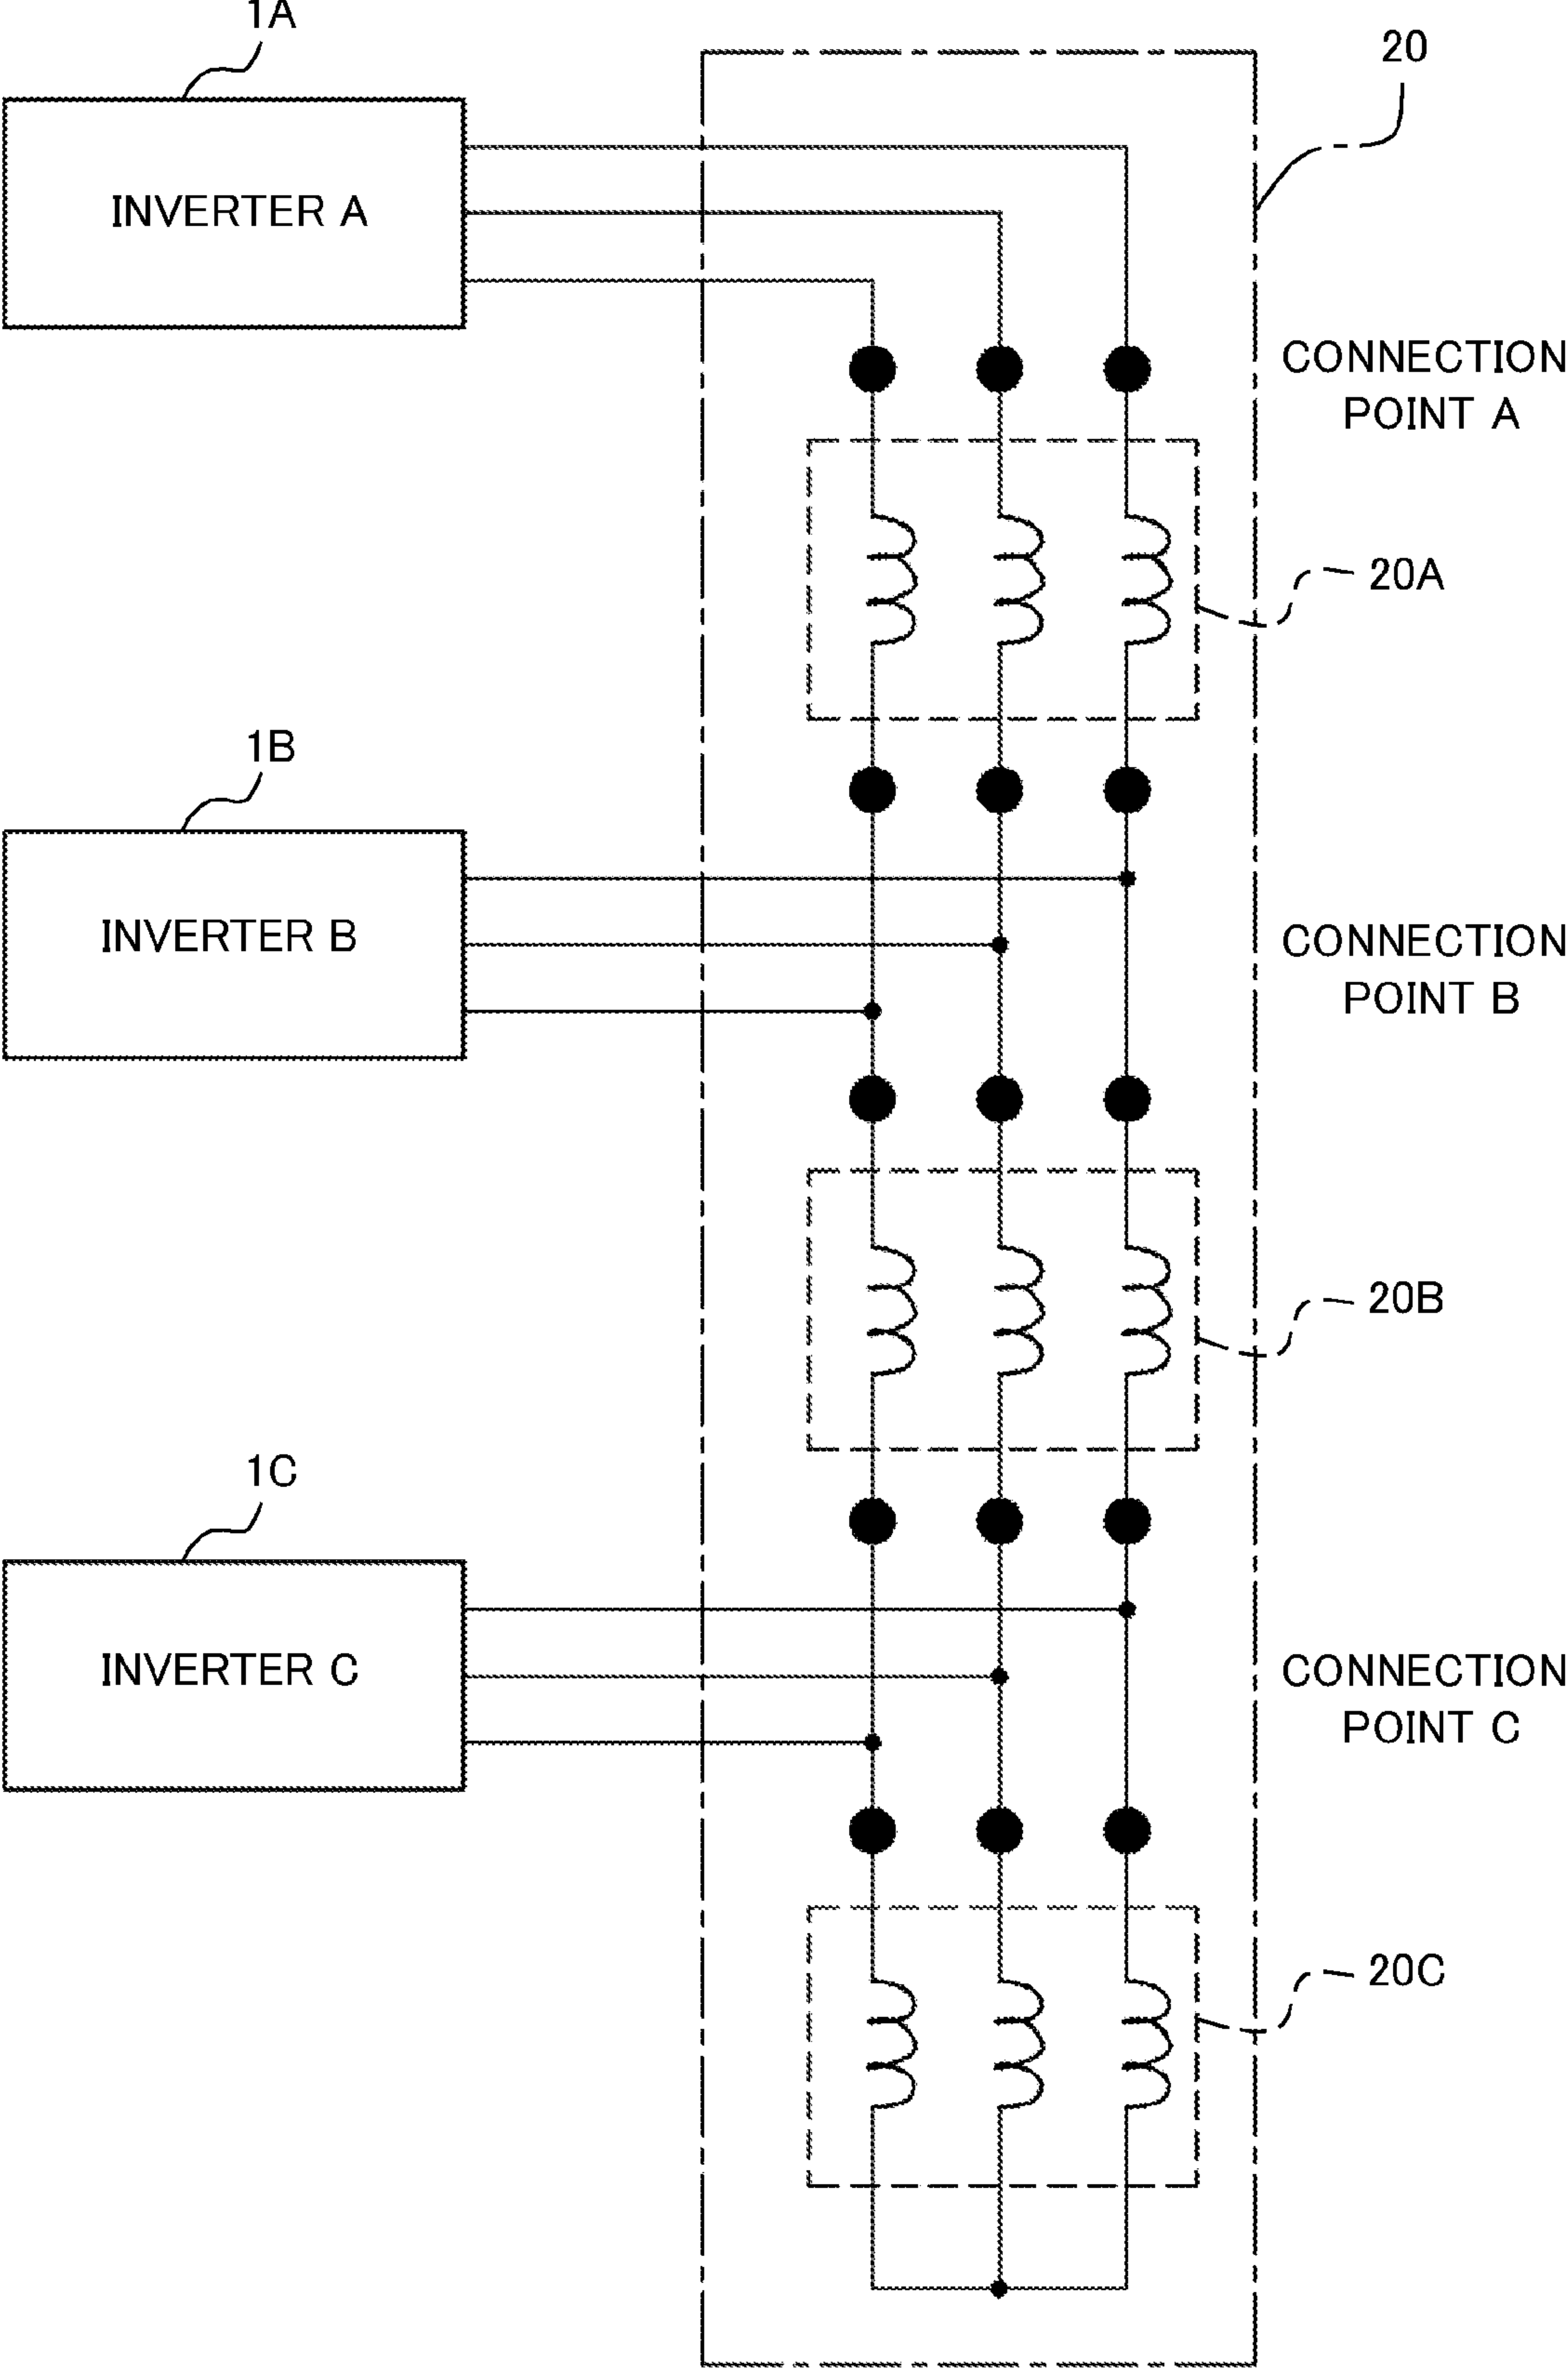 1A
20
INVERTER A
CONNECTION
POINT A
20A
1B
INVERTER B
CONNECTION
POINT B
20B
1C
INVERTER C
CONNECTION
POINT C
20C